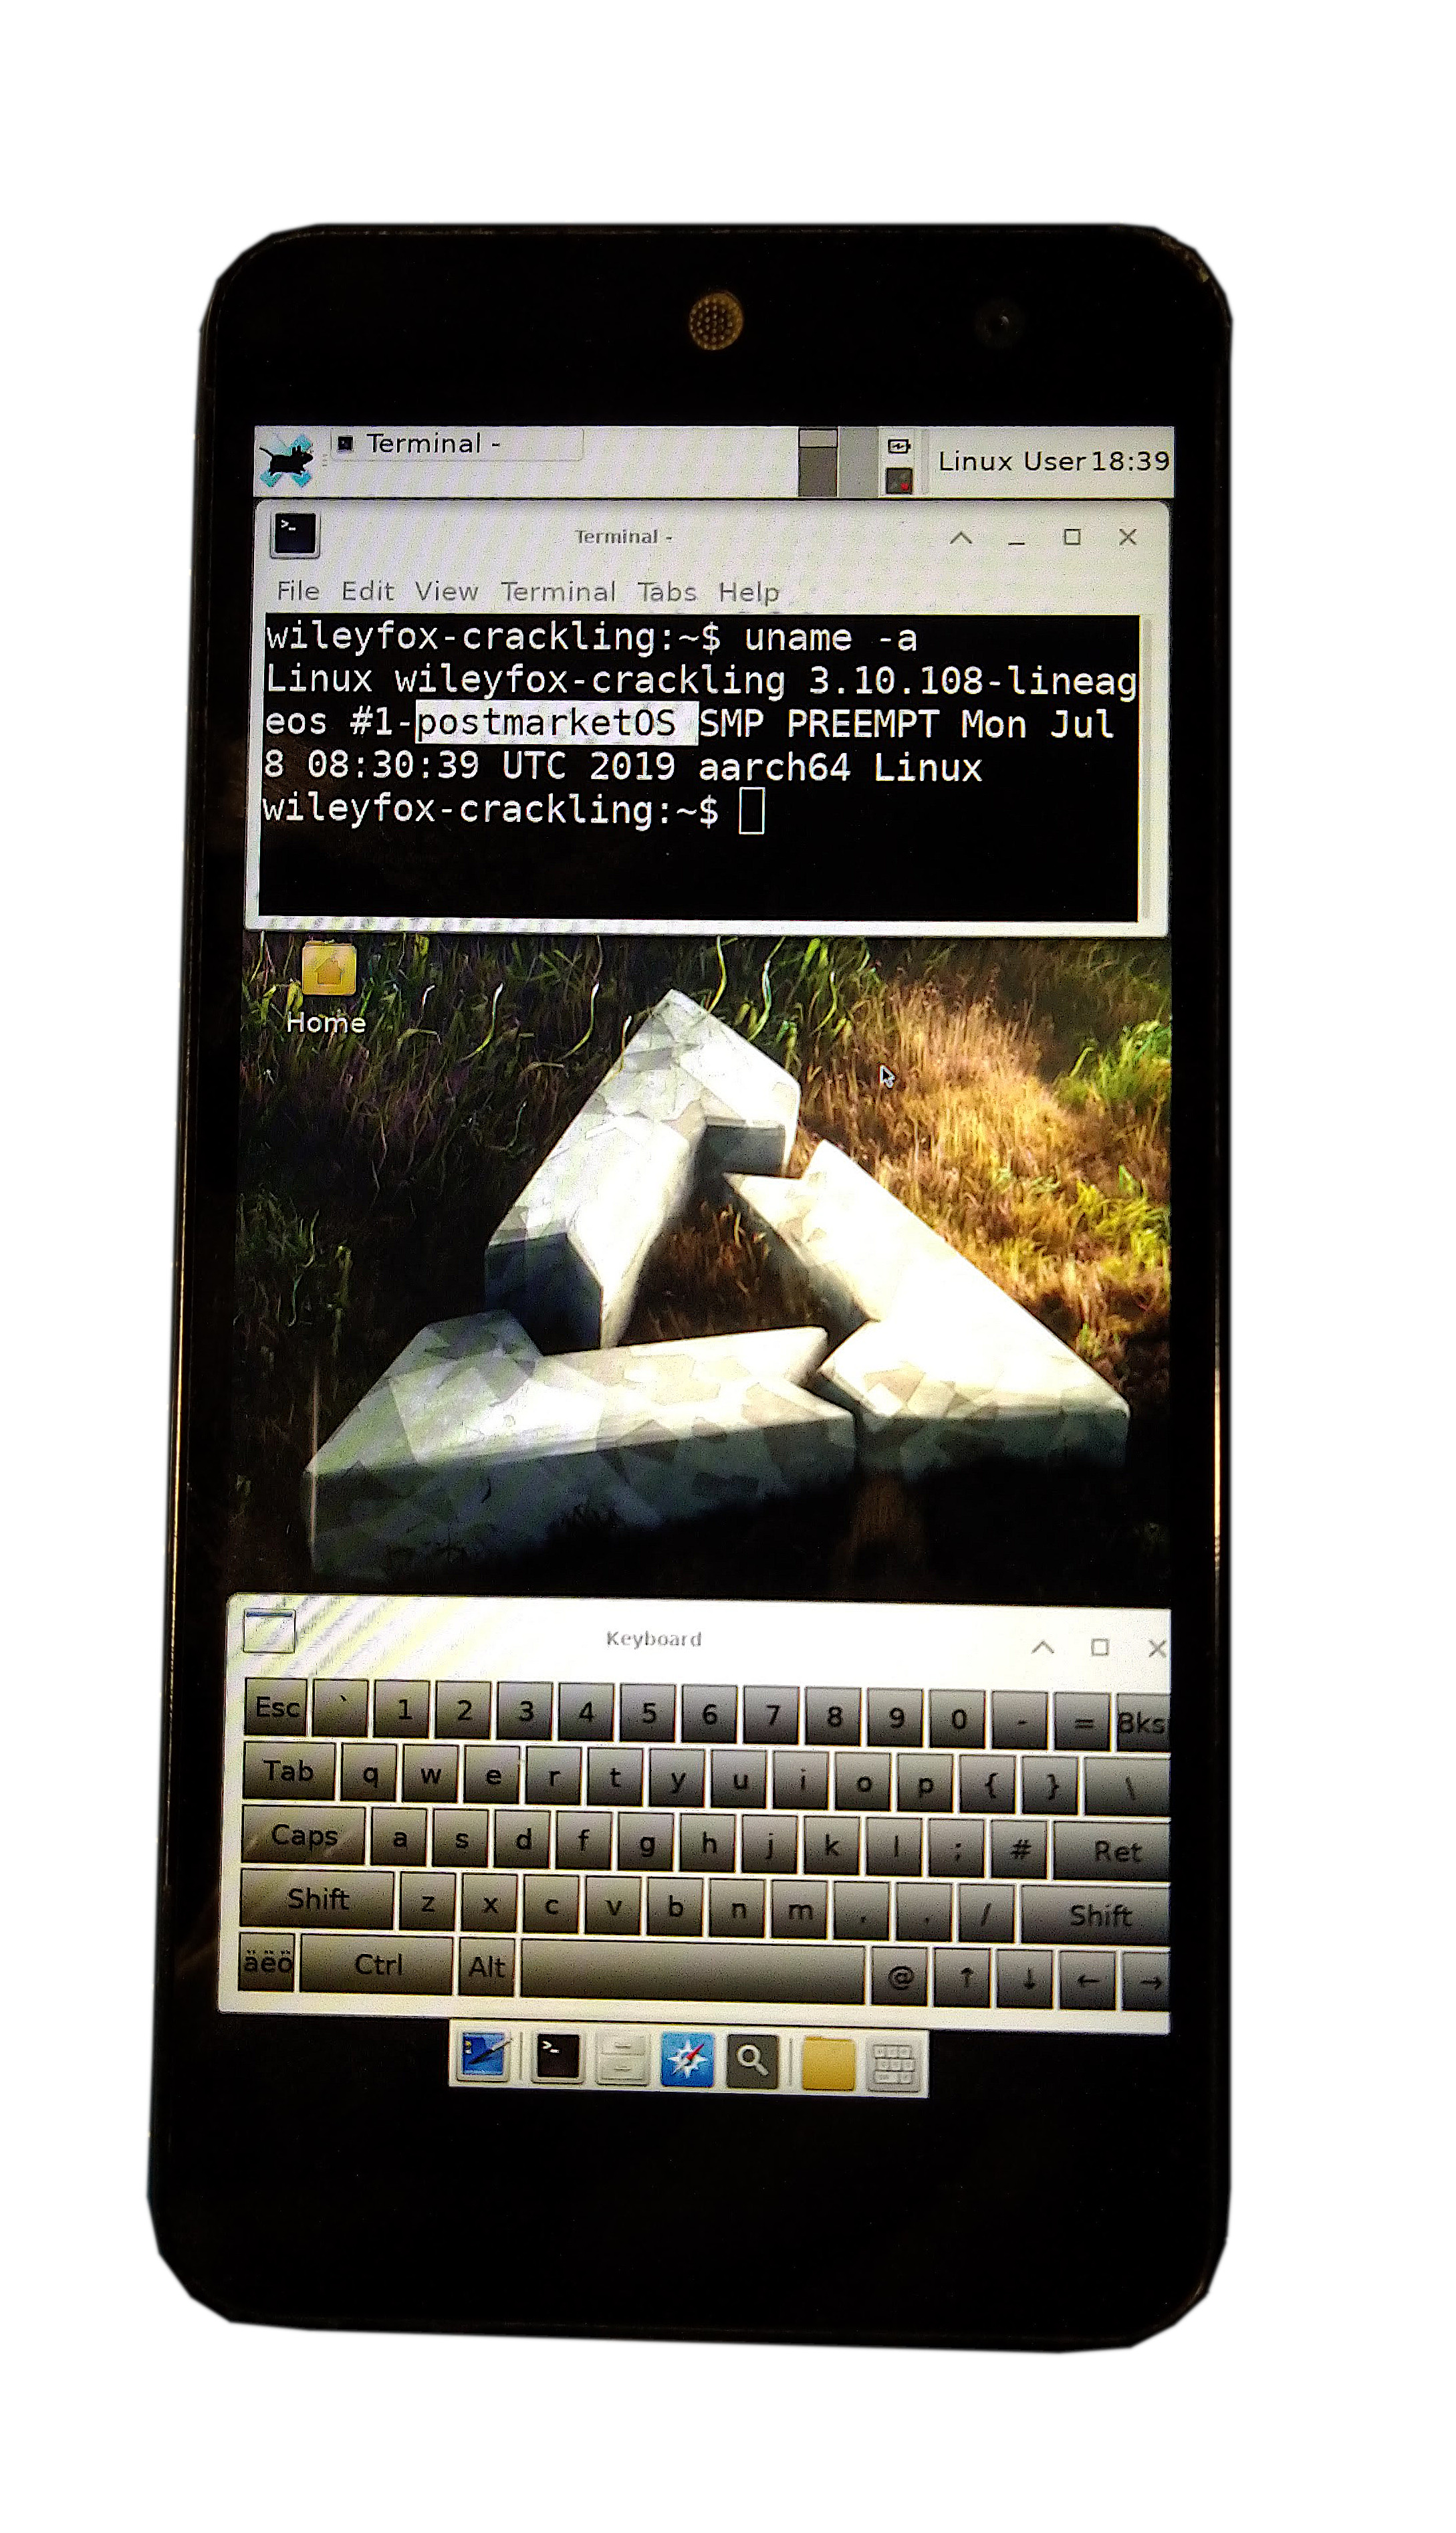 Terminal -
Linux User 18:39
Terminal -
File Edit View Terminal Tabs Help
wileyfox-crackling:~$ uname -a
Linux wileyfox-crackling 3.10.108-lineag
eos #1-postmarketOS SMP PREEMPT Mon Jul
8 08:30:39 UTC 2019 aarch64 Linux
wileyfox-crackling:~$
Home
Keyboard
Esc ` 1 2 3 4 5 6 7 8 9 0 - = Bks
Tab q w e r t y u i o p { } \
Caps a s d f g h j k l ; # Ret
Shift z x c v b n m , . / Shift
äëö Ctrl Alt @ ↑ ↓ ← →